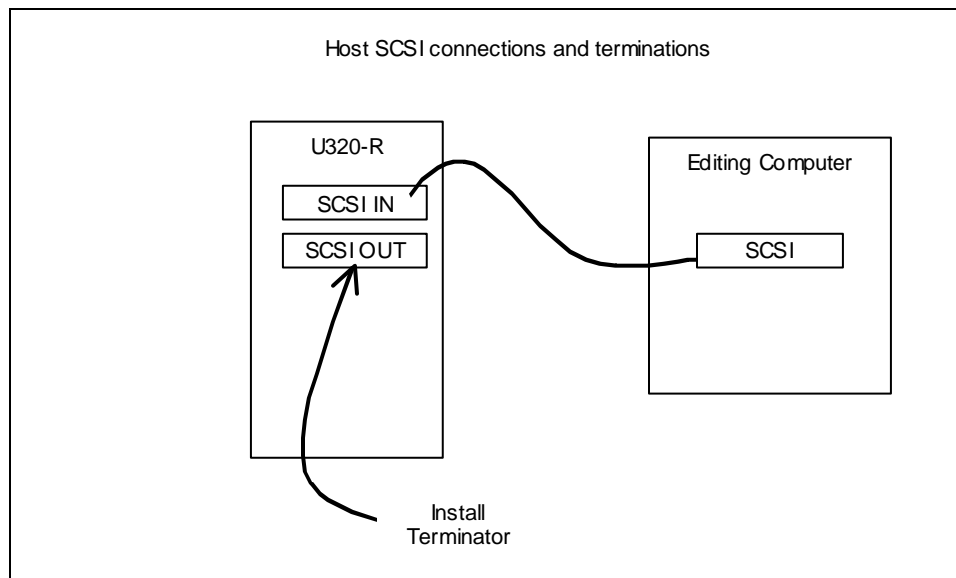 Host SCSI connections and terminations
U320-R
Editing Computer
SCSI IN
SCSI OUT
SCSI
Install
Terminator